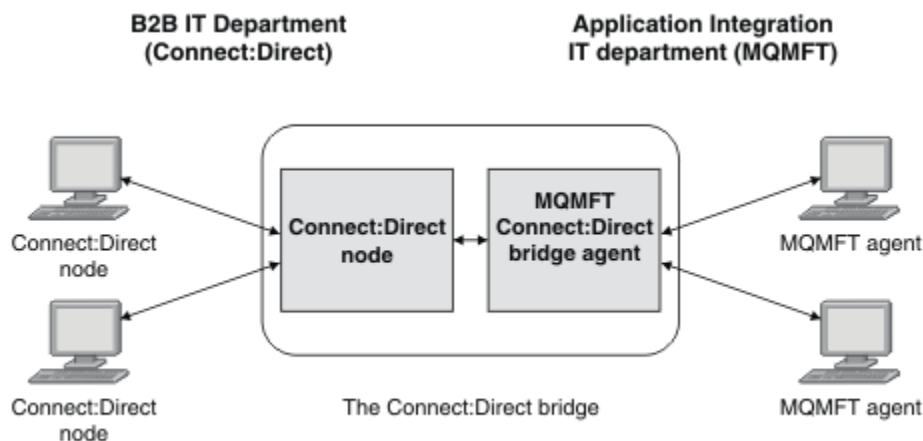 B2B IT Department
(Connect:Direct)
Application Integration
IT department (MQMFT)
Connect:Direct
node
Connect:Direct
node
MQMFT
Connect:Direct
bridge agent
MQMFT agent
Connect:Direct
node
The Connect:Direct bridge
MQMFT agent